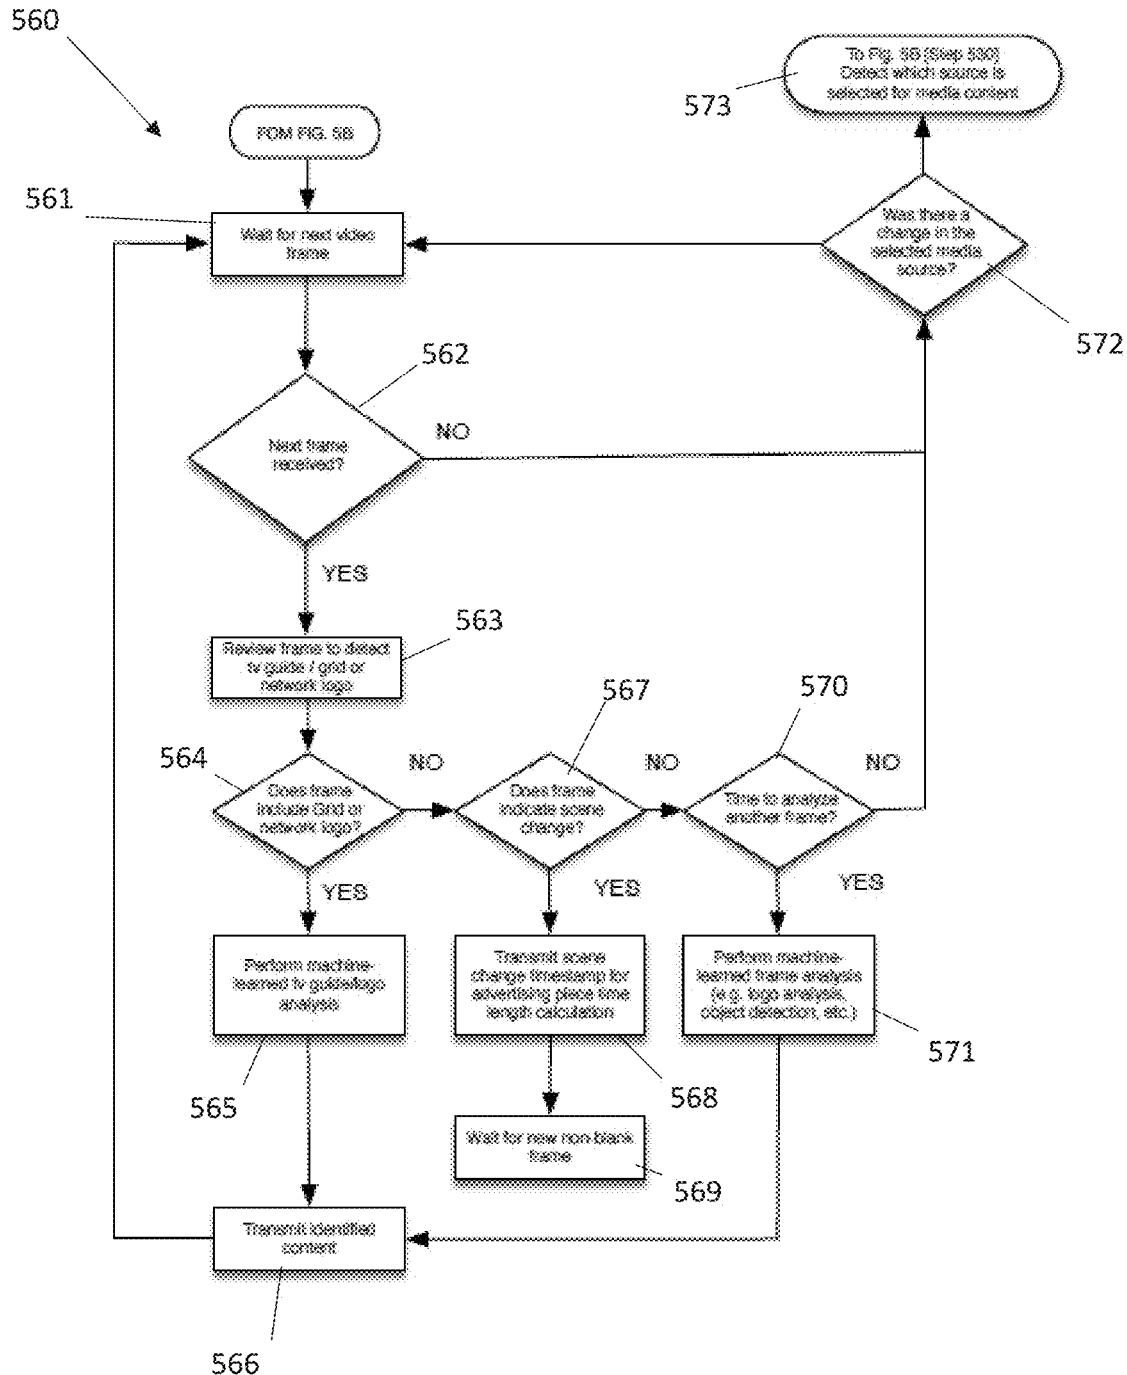 560
To Fig. 5B [Step 530]
Detect which source is
selected for media content
573
FOM FIG. 5B
561
Wait for next video
frame
Was there a
change in the
selected media
source?
572
562
Next frame
received?
NO
YES
563
Review frame to detect
tv guide / grid or
network logo
567
570
564
Does frame
include Grid or
network logo?
NO
Does frame
indicate scene
change?
NO
Time to analyze
another frame?
NO
YES
YES
YES
Perform machine-
learned tv guide/logo
analysis
Transmit scene
change timestamp for
advertising piece time
length calculation
Perform machine-
learned frame analysis
(e.g. logo analysis,
object detection, etc.)
571
565
568
Wait for new non-blank
frame
569
Transmit identified
content
566